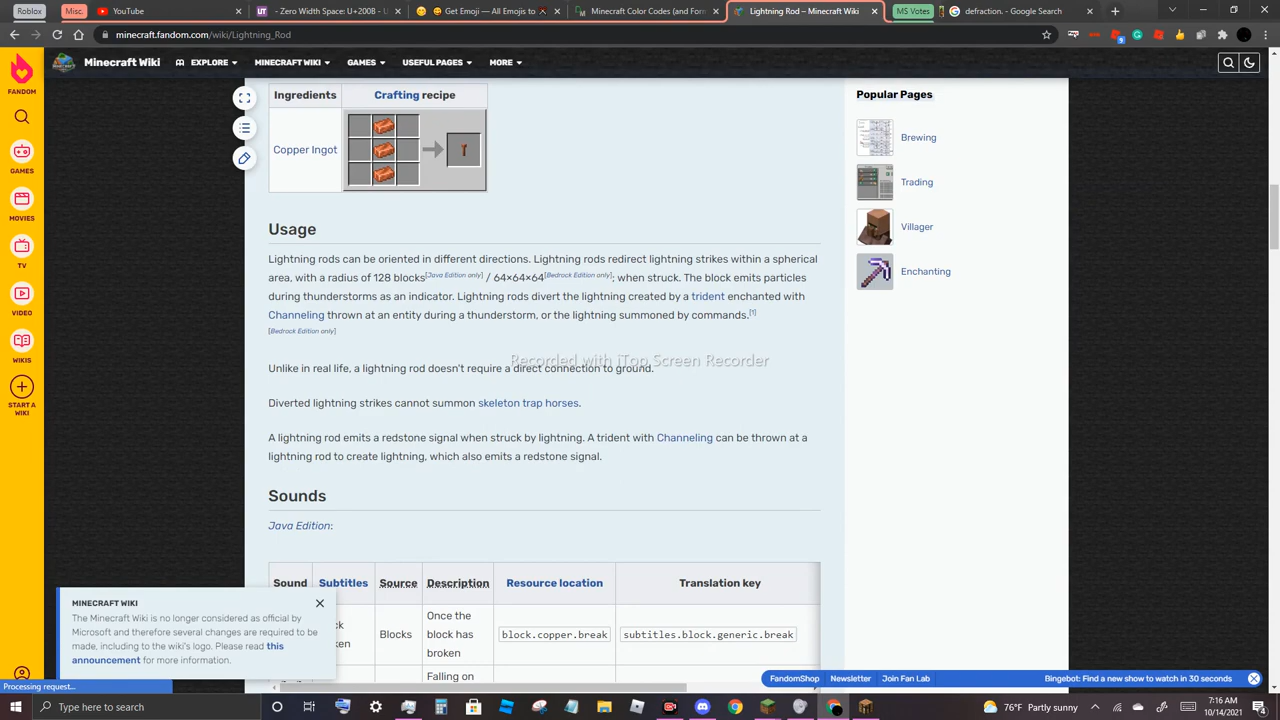 Roblox
Misc
YouTube
- Zero Width Space: U+200B - U
Get Emoji — All Emojis to
Minecraft Color Codes (and Form
Lightning Rod – Minecraft Wiki
MS Votes
defraction. - Google Search
minecraft.fandom.com/wiki/Lightning_Rod
FANDOM
Minecraft Wiki
EXPLORE
MINECRAFT WIKI
GAMES
USEFUL PAGES
MORE
GAMES
MOVIES
TV
VIDEO
WIKIS
START A
WIKI
Ingredients
Crafting recipe
Copper Ingot
Popular Pages
Brewing
Trading
Villager
Enchanting
Usage
Lightning rods can be oriented in different directions. Lightning rods redirect lightning strikes within a spherical
area, with a radius of 128 blocks[Java Edition only] / 64×64×64[Bedrock Edition only]; when struck. The block emits particles
during thunderstorms as an indicator. Lightning rods divert the lightning created by a trident enchanted with
Channeling thrown at an entity during a thunderstorm, or the lightning summoned by commands.[1]
[Bedrock Edition only]
Recorded with iTop Screen Recorder
Unlike in real life, a lightning rod doesn't require a direct connection to ground.
Diverted lightning strikes cannot summon skeleton trap horses.
A lightning rod emits a redstone signal when struck by lightning. A trident with Channeling can be thrown at a
lightning rod to create lightning, which also emits a redstone signal.
Sounds
Java Edition:
Sound
Subtitles
Source
Description
Resource location
Translation key
Blocks
Once the
block has
broken
block.copper.break
subtitles.block.generic.break
Falling on
MINECRAFT WIKI
The Minecraft Wiki is no longer considered as official by
Microsoft and therefore several changes are required to be
made, including to the wiki's logo. Please read this
announcement for more information.
Processing request...
FandomShop
Newsletter
Join Fan Lab
Bingebot: Find a new show to watch in 30 seconds
Type here to search
76°F Partly sunny
7:16 AM
10/14/2021